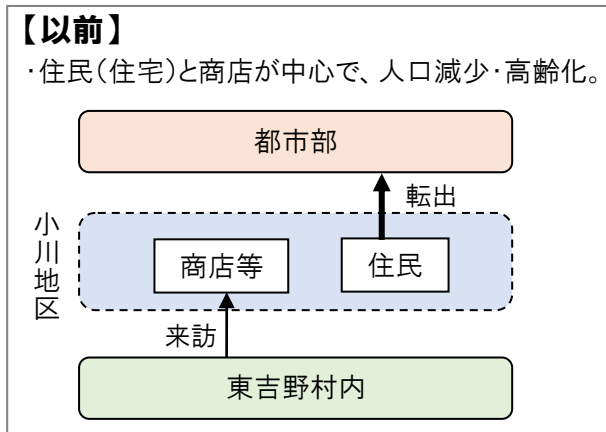 【以前】
・住民（住宅）と商店が中心で、人口減少・高齢化。
都市部
転出
小川地区
商店等
住民
来訪
東吉野村内